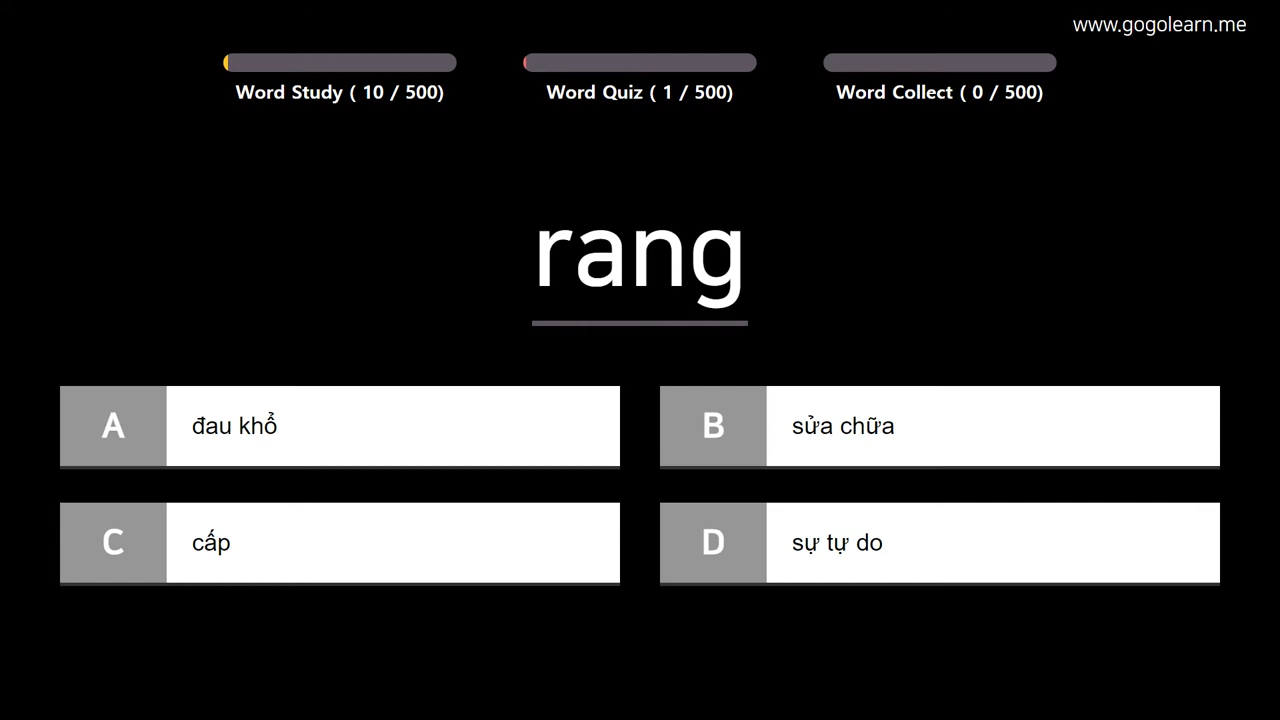 www.gogolearn.me
Word Study ( 10 / 500)
Word Quiz ( 1 / 500)
Word Collect ( 0 / 500)
rang
A đau khổ
B sửa chữa
C cấp
D sự tự do